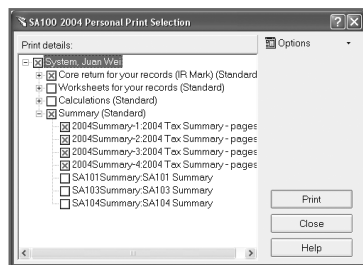 SA100 2004 Personal Print Selection
Print details:
Options
System, Juan Wei
Core return for your records (IR Mark) (Standard
Worksheets for your records (Standard)
Calculations (Standard)
Summary (Standard)
2004Summary-1:2004 Tax Summary - pages
2004Summary-2:2004 Tax Summary - pages
2004Summary-3:2004 Tax Summary - pages
2004Summary-4:2004 Tax Summary - pages
SA101Summary:SA101 Summary
SA103Summary:SA103 Summary
SA104Summary:SA104 Summary
Print
Close
Help